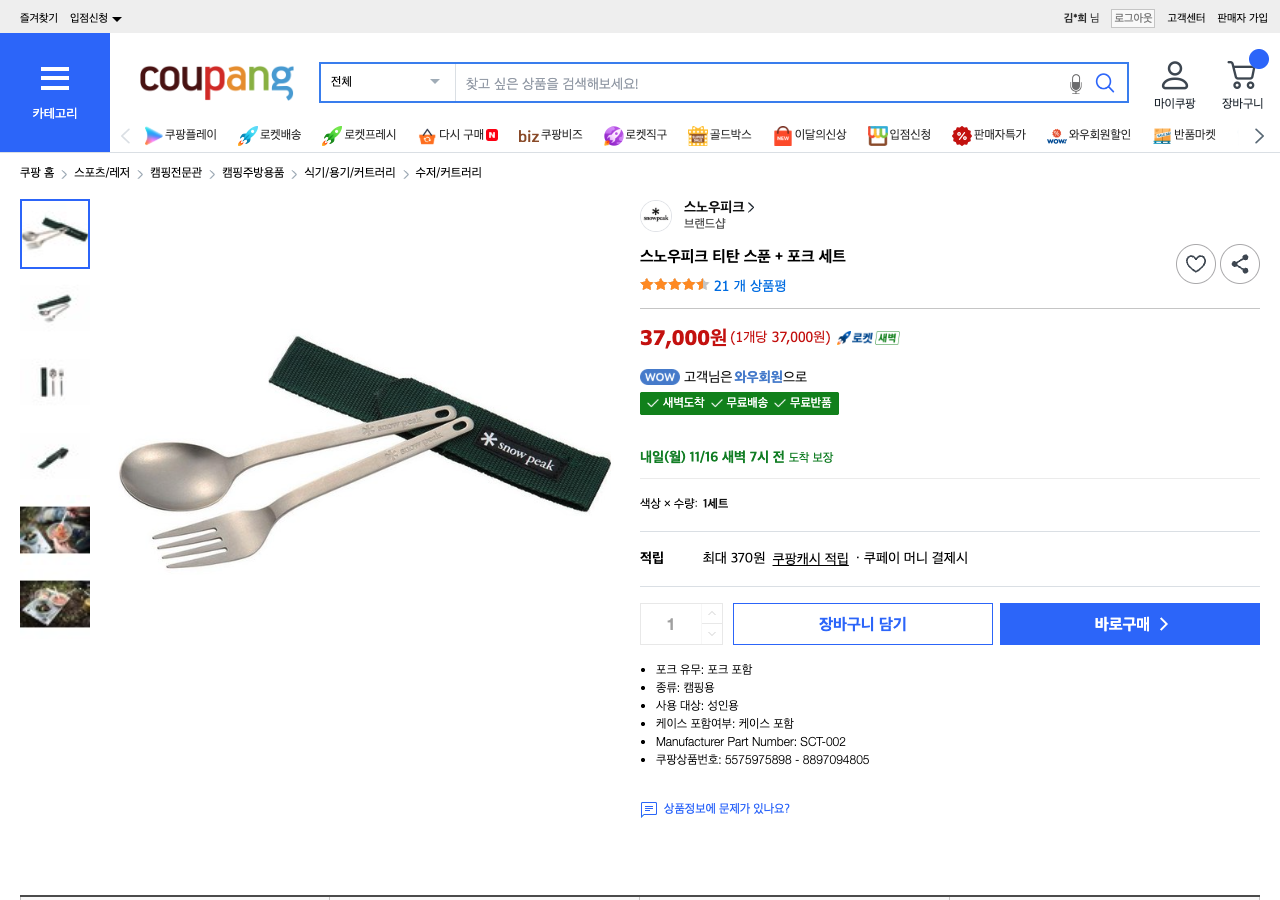 즐겨찾기 입점신청
김*희 님 로그아웃 고객센터 판매자 가입
카테고리
coupang
전체 찾고 싶은 상품을 검색해보세요!
마이쿠팡 장바구니
쿠팡플레이 로켓배송 로켓프레시 다시 구매 N biz 쿠팡비즈 로켓직구 골드박스 NEW 이달의신상 입점신청 판매자특가 WOW! 와우회원할인 반품마켓
쿠팡 홈 스포츠/레저 캠핑전문관 캠핑주방용품 식기/용기/커트러리 수저/커트러리
snow peak
snow peak
snow peak
snowpeak
스노우피크
브랜드샵
스노우피크 티탄 스푼 + 포크 세트
21 개 상품평
37,000원 (1개당 37,000원) 로켓 새벽
WOW 고객님은 와우회원으로
새벽도착 무료배송 무료반품
내일(월) 11/16 새벽 7시 전 도착 보장
색상 × 수량: 1세트
적립 최대 370원 쿠팡캐시 적립 · 쿠페이 머니 결제시
1 장바구니 담기 바로구매
• 포크 유무: 포크 포함
• 종류: 캠핑용
• 사용 대상: 성인용
• 케이스 포함여부: 케이스 포함
• Manufacturer Part Number: SCT-002
• 쿠팡상품번호: 5575975898 - 8897094805
상품정보에 문제가 있나요?